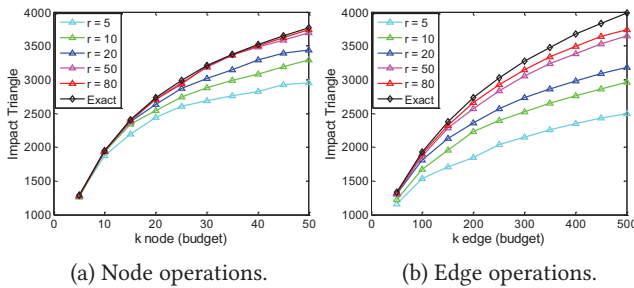 4000
3500
3000
2500
2000
1500
1000
Impact Triangle
r = 5
r = 10
r = 20
r = 50
r = 80
Exact
0 10 20 30 40 50
k node (budget)
(a) Node operations.
4000
3500
3000
2500
2000
1500
1000
Impact Triangle
r = 5
r = 10
r = 20
r = 50
r = 80
Exact
0 100 200 300 400 500
k edge (budget)
(b) Edge operations.